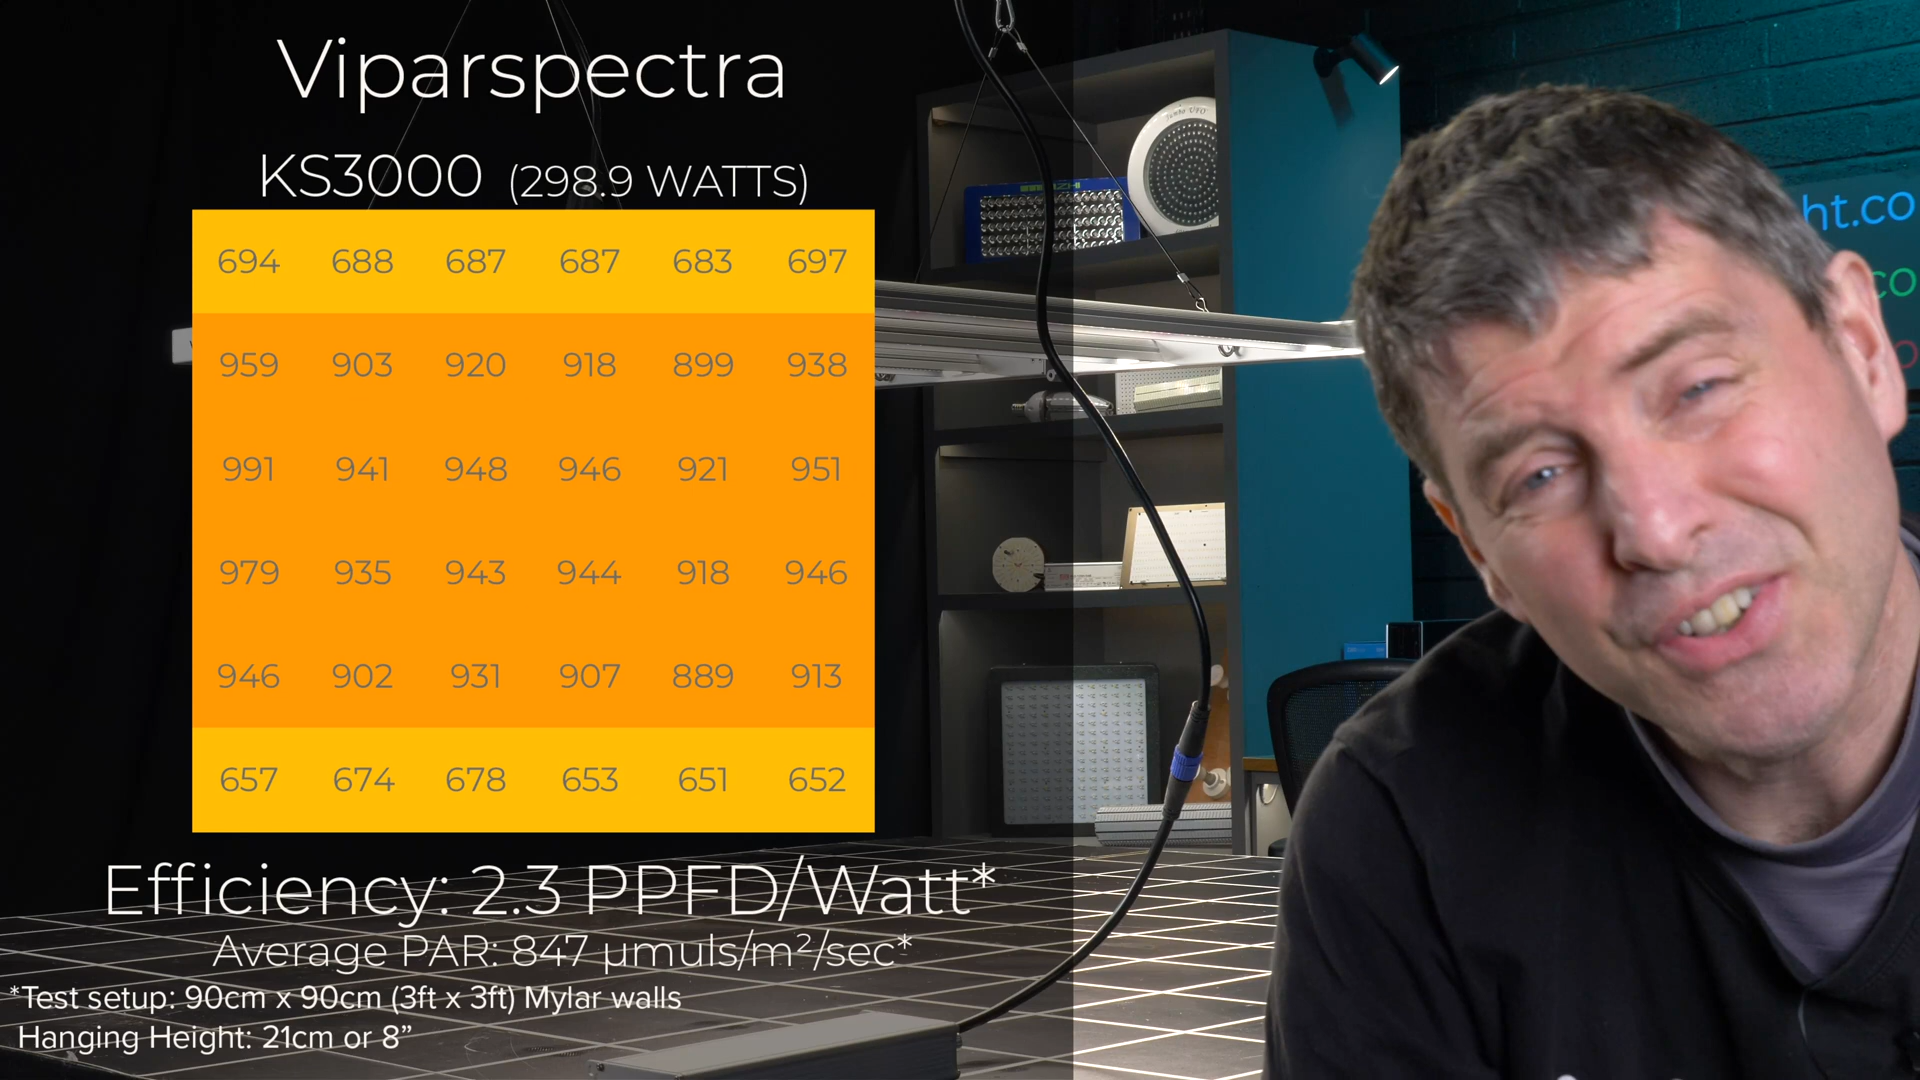 Viparspectra
KS3000 (298.9 WATTS)
694 688 687 687 683 697
959 903 920 918 899 938
991 941 948 946 921 951
979 935 943 944 918 946
946 902 931 907 889 913
657 674 678 653 651 652
Efficiency: 2.3 PPFD/Watt*
Average PAR: 847 µmuls/m²/sec*
*Test setup: 90cm x 90cm (3ft x 3ft) Mylar walls
Hanging Height: 21cm or 8”
ht.co
co